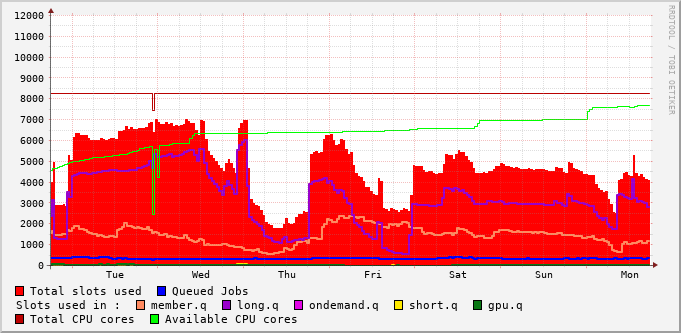 RRDTOOL / TOBI OETIKER
12000
11000
10000
9000
8000
7000
6000
5000
4000
3000
2000
1000
0
Tue Wed Thu Fri Sat Sun Mon
Total slots used Queued Jobs
Slots used in : member.q long.q ondemand.q short.q gpu.q
Total CPU cores Available CPU cores